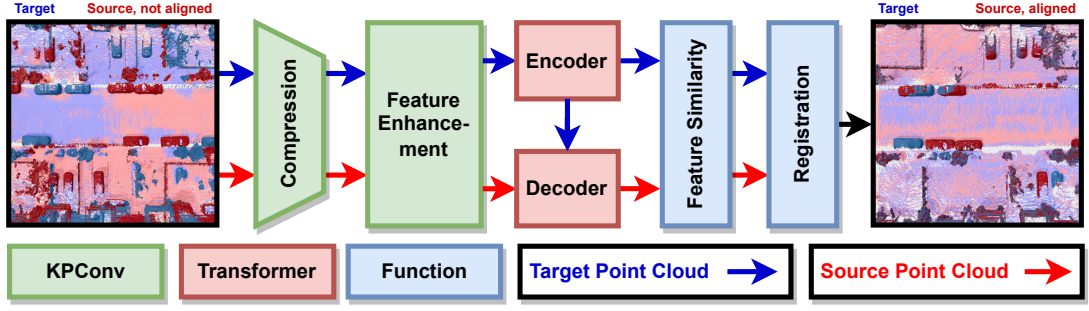 Target Source, not aligned
Target Source, aligned
Compression
Feature
Enhance-
ment
Encoder
Decoder
Feature Similarity
Registration
KPConv
Transformer
Function
Target Point Cloud
Source Point Cloud